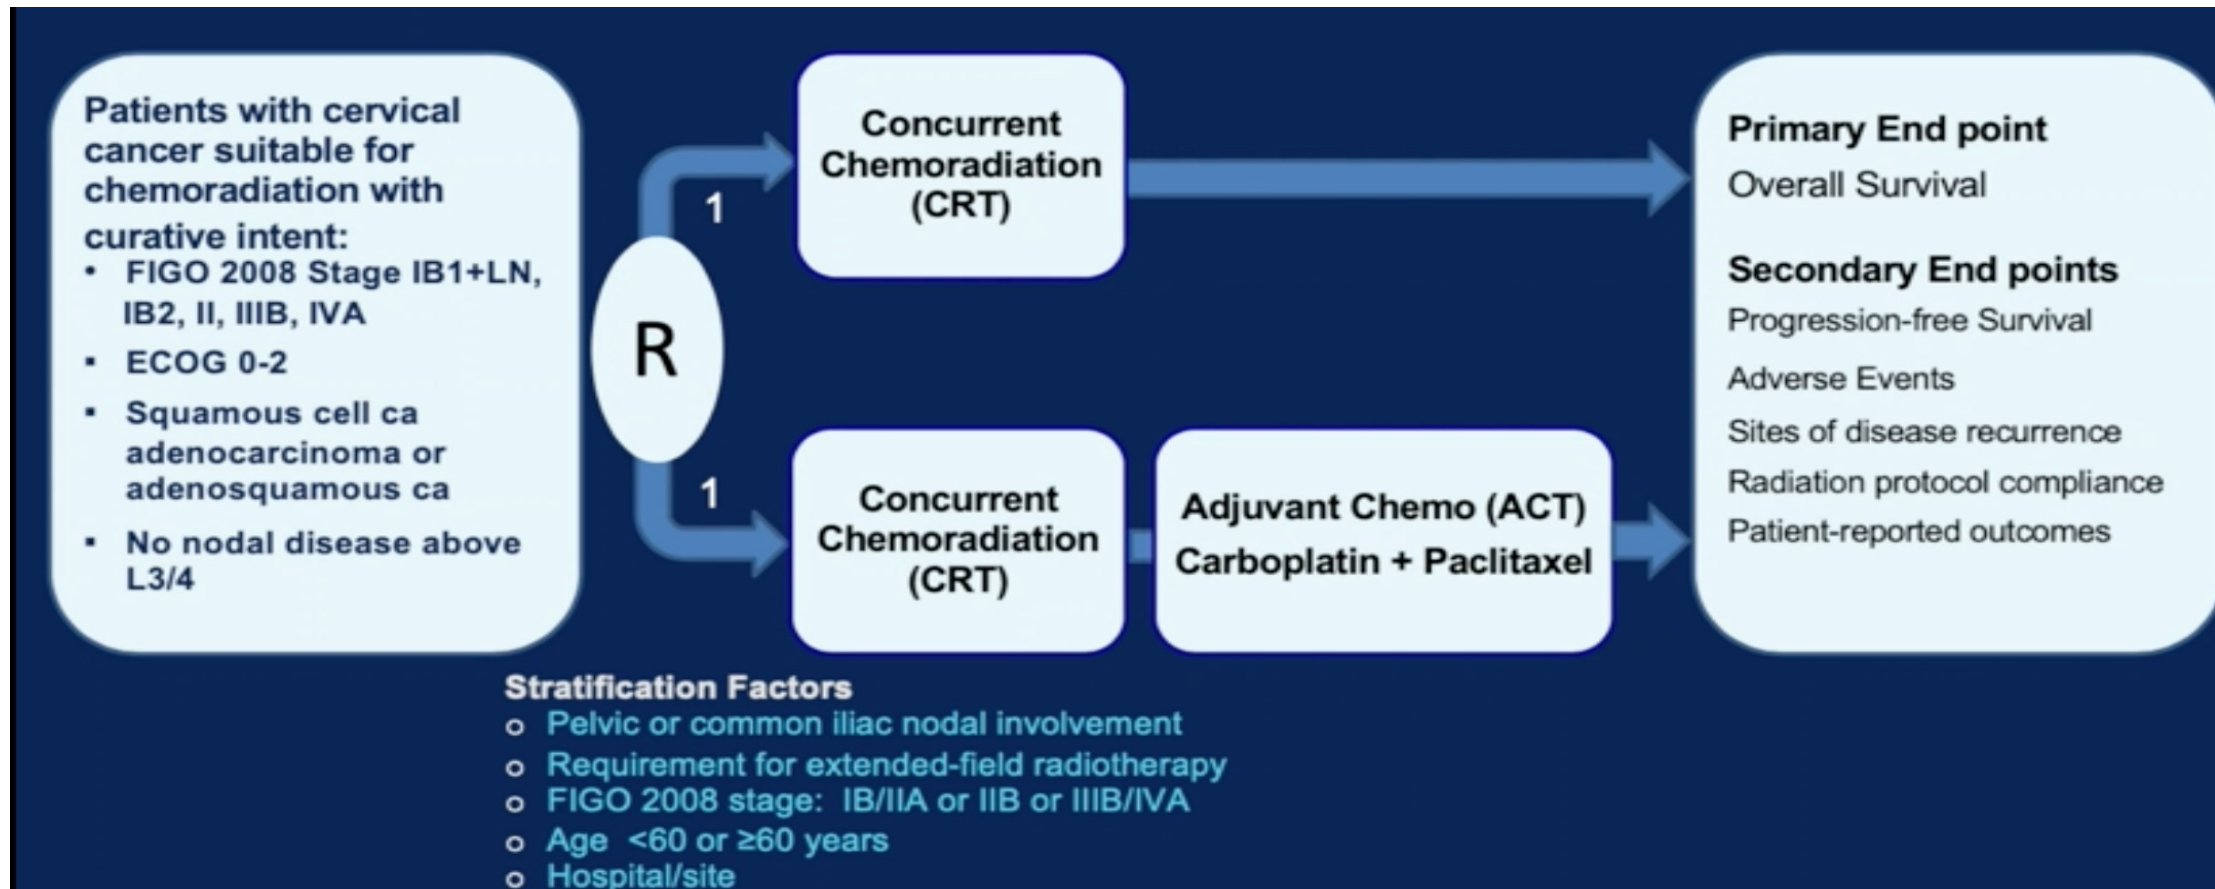 Patients with cervical
cancer suitable for
chemoradiation with
curative intent:
• FIGO 2008 Stage IB1+LN,
IB2, II, IIIB, IVA
▪ ECOG 0-2
▪ Squamous cell ca
adenocarcinoma or
adenosquamous ca
▪ No nodal disease above
L3/4
R
1
Concurrent
Chemoradiation
(CRT)
1
Concurrent
Chemoradiation
(CRT)
Adjuvant Chemo (ACT)
Carboplatin + Paclitaxel
Primary End point
Overall Survival
Secondary End points
Progression-free Survival
Adverse Events
Sites of disease recurrence
Radiation protocol compliance
Patient-reported outcomes
Stratification Factors
o Pelvic or common iliac nodal involvement
o Requirement for extended-field radiotherapy
o FIGO 2008 stage: IB/IIA or IIB or IIIB/IVA
o Age <60 or ≥60 years
o Hospital/site